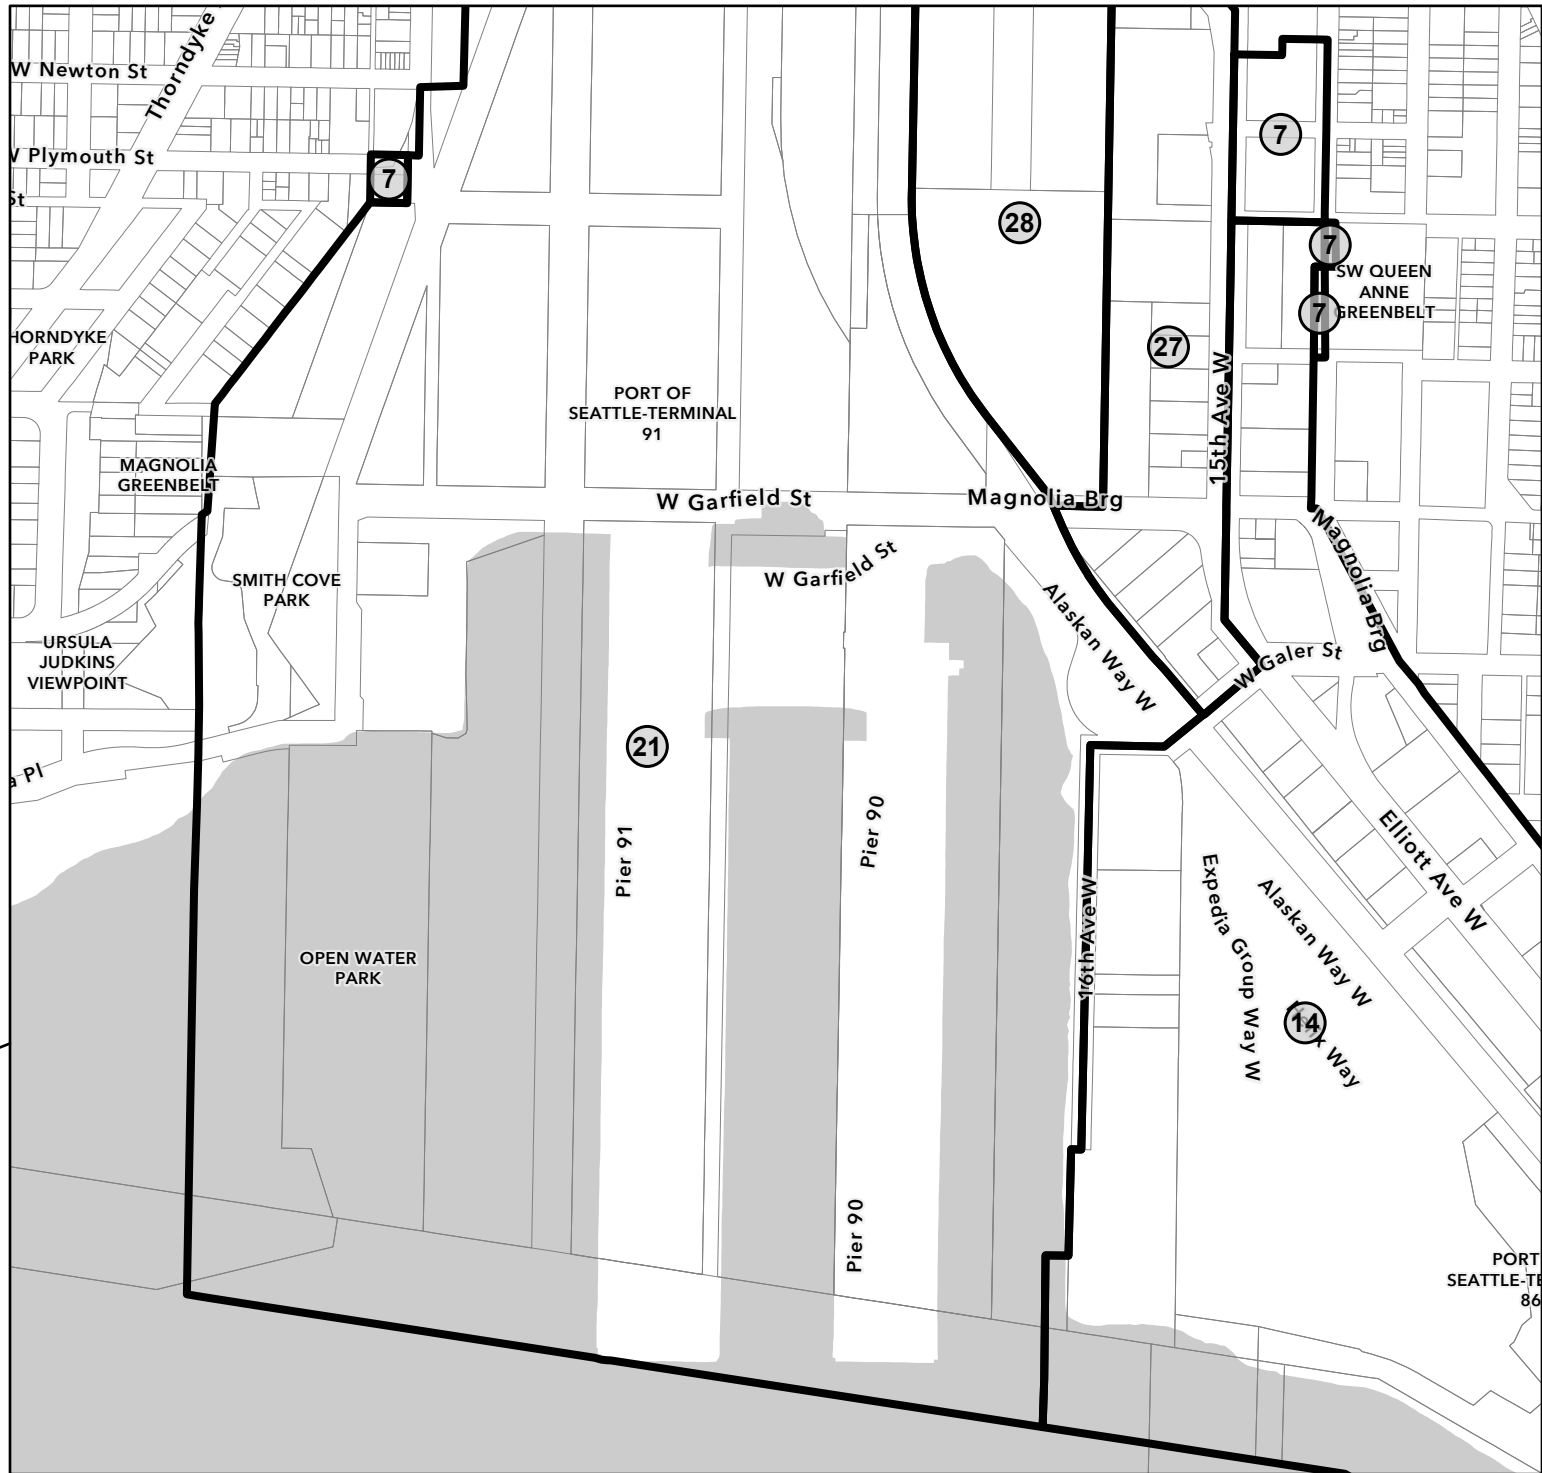 Thorndyke
W Newton St
W Plymouth St
St
7
7
28
7
SW QUEEN
ANNE
GREENBELT
7
27
HORNDYKE
PARK
PORT OF
SEATTLE-TERMINAL
91
15th Ave W
MAGNOLIA
GREENBELT
W Garfield St
Magnolia Brg
Magnolia Brg
W Garfield St
SMITH COVE
PARK
Alaskan Way W
URSULA
JUDKINS
VIEWPOINT
W Galer St
21
a Pl
Pier 91
Pier 90
Elliott Ave W
16th Ave W
Expedia Group Way W
Alaskan Way W
OPEN WATER
PARK
14
Way
Pier 90
PORT
SEATTLE-TE
86